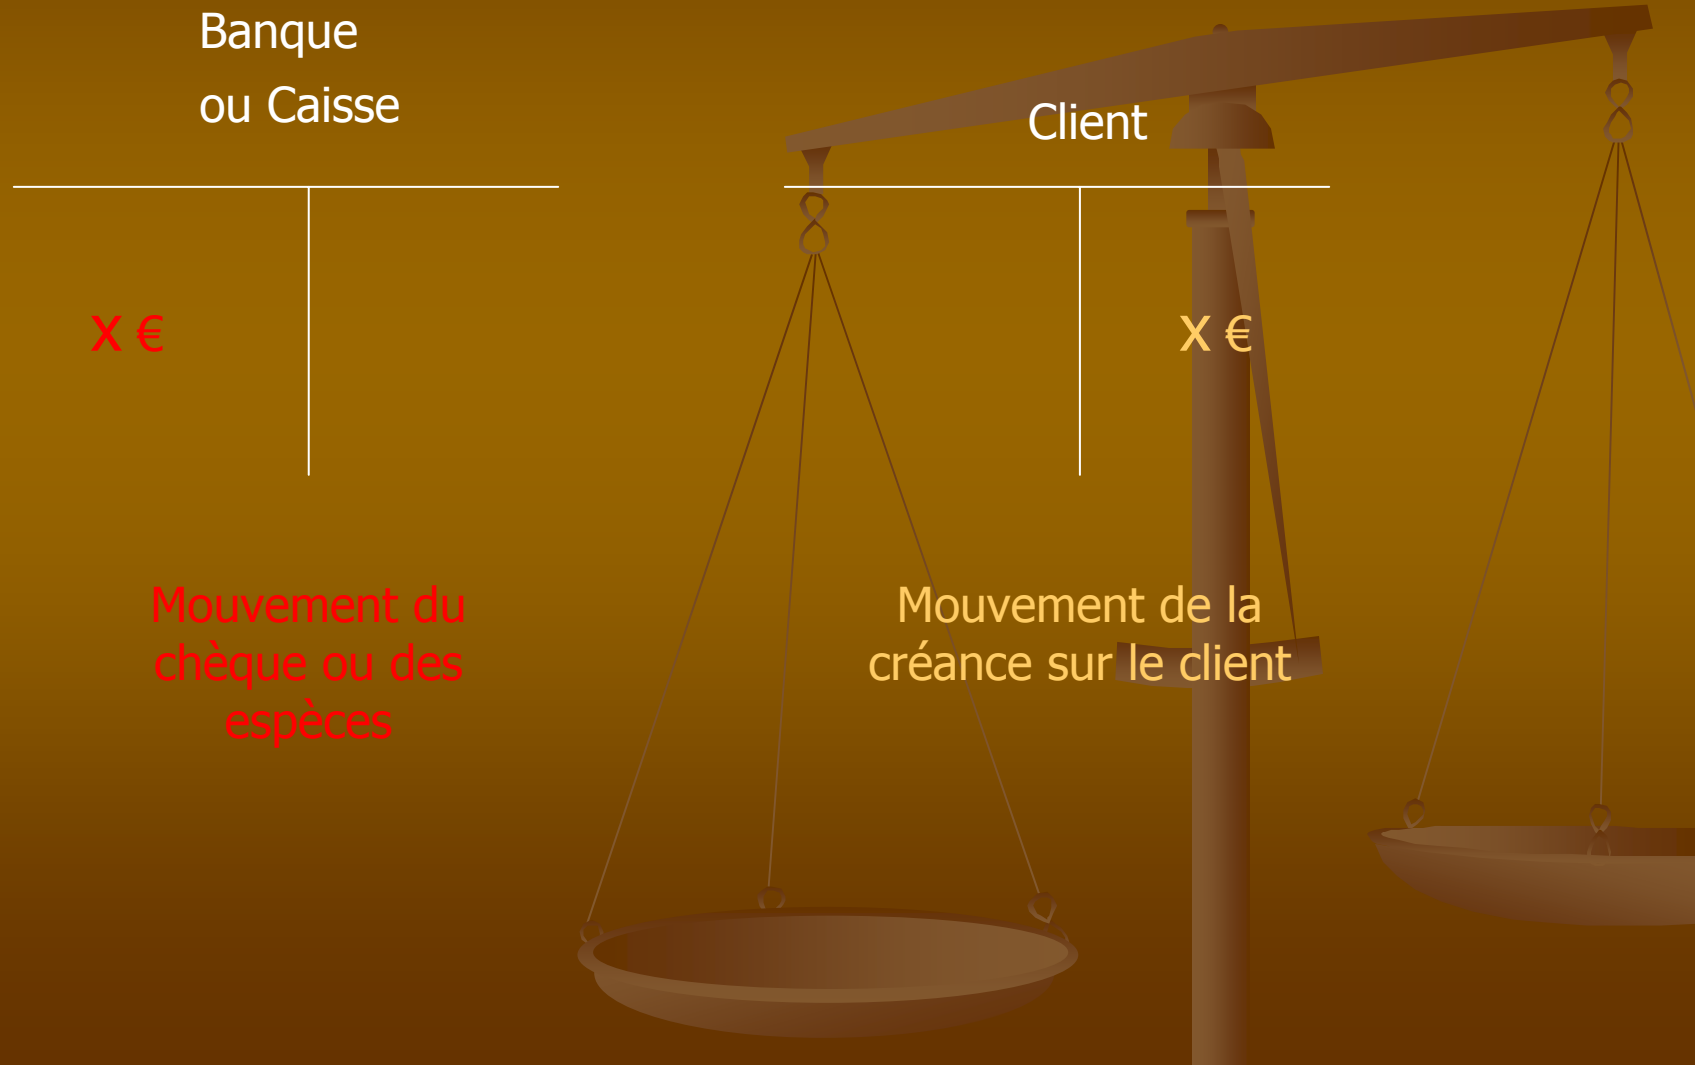 Banque
ou Caisse
Client
X €
X €
Mouvement du
chèque ou des
espèces
Mouvement de la
créance sur le client